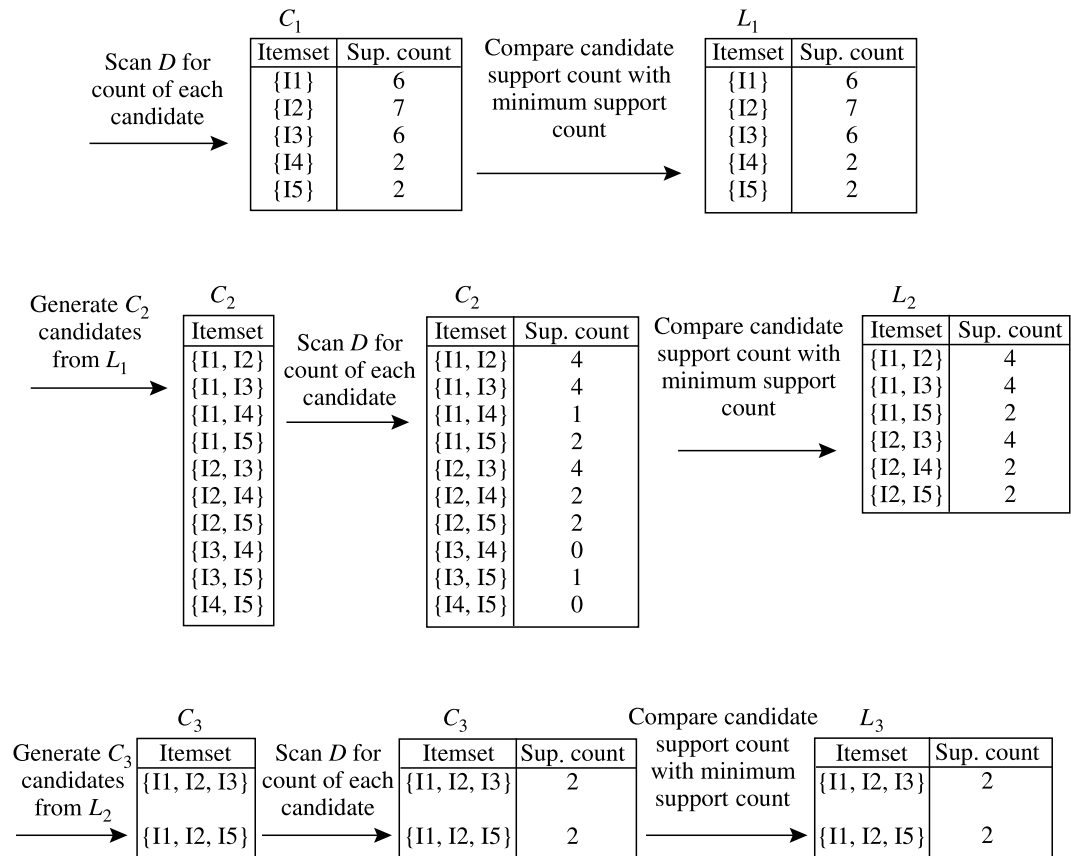 C1
L1
Scan D for
count of each
candidate
Itemset Sup. count
{I1} 6
{I2} 7
{I3} 6
{I4} 2
{I5} 2
Compare candidate
support count with
minimum support
count
Itemset Sup. count
{I1} 6
{I2} 7
{I3} 6
{I4} 2
{I5} 2
Generate C2
candidates
from L1
C2
Itemset
{I1, I2}
{I1, I3}
{I1, I4}
{I1, I5}
{I2, I3}
{I2, I4}
{I2, I5}
{I3, I4}
{I3, I5}
{I4, I5}
Scan D for
count of each
candidate
C2
Itemset Sup. count
{I1, I2} 4
{I1, I3} 4
{I1, I4} 1
{I1, I5} 2
{I2, I3} 4
{I2, I4} 2
{I2, I5} 2
{I3, I4} 0
{I3, I5} 1
{I4, I5} 0
Compare candidate
support count with
minimum support
count
L2
Itemset Sup. count
{I1, I2} 4
{I1, I3} 4
{I1, I5} 2
{I2, I3} 4
{I2, I4} 2
{I2, I5} 2
Generate C3
candidates
from L2
C3
Itemset
{I1, I2, I3}
{I1, I2, I5}
Scan D for
count of each
candidate
C3
Itemset Sup. count
{I1, I2, I3} 2
{I1, I2, I5} 2
Compare candidate
support count
with minimum
support count
L3
Itemset Sup. count
{I1, I2, I3} 2
{I1, I2, I5} 2